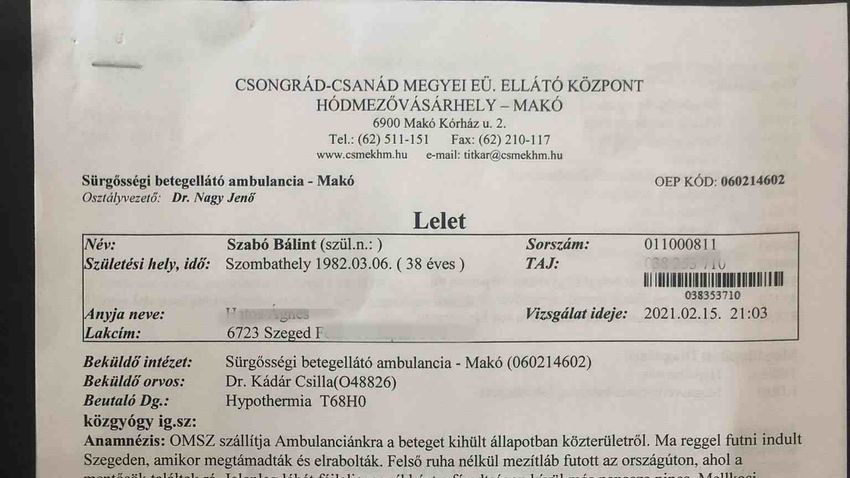 CSONGRÁD-CSANÁD MEGYEI EÜ. ELLÁTÓ KÖZPONT
HÓDMEZŐVÁSÁRHELY – MAKÓ
6900 Makó Kórház u. 2.
Tel.: (62) 511-151 Fax: (62) 210-117
www.csmekhm.hu e-mail: titkar@csmekhm.hu
Sürgősségi betegellátó ambulancia - Makó OEP KÓD: 060214602
Osztályvezető: Dr. Nagy Jenő
Lelet
Név: Szabó Bálint (szül.n.: ) Sorszám: 011000811
Születési hely, idő: Szombathely 1982.03.06. ( 38 éves ) TAJ:
038353710
Anyja neve: Vizsgálat ideje: 2021.02.15. 21:03
Lakcím: 6723 Szeged
Beküldő intézet: Sürgősségi betegellátó ambulancia - Makó (060214602)
Beküldő orvos: Dr. Kádár Csilla(O48826)
Beutaló Dg.: Hypothermia T68H0
közgyógy ig.sz:
Anamnézis: OMSZ szállítja Ambulanciánkra a beteget kihült állapotban közterületről. Ma reggel futni indult
Szegeden, amikor megtámadták és elrabolták. Felső ruha nélkül mezítláb futott az országúton, ahol a